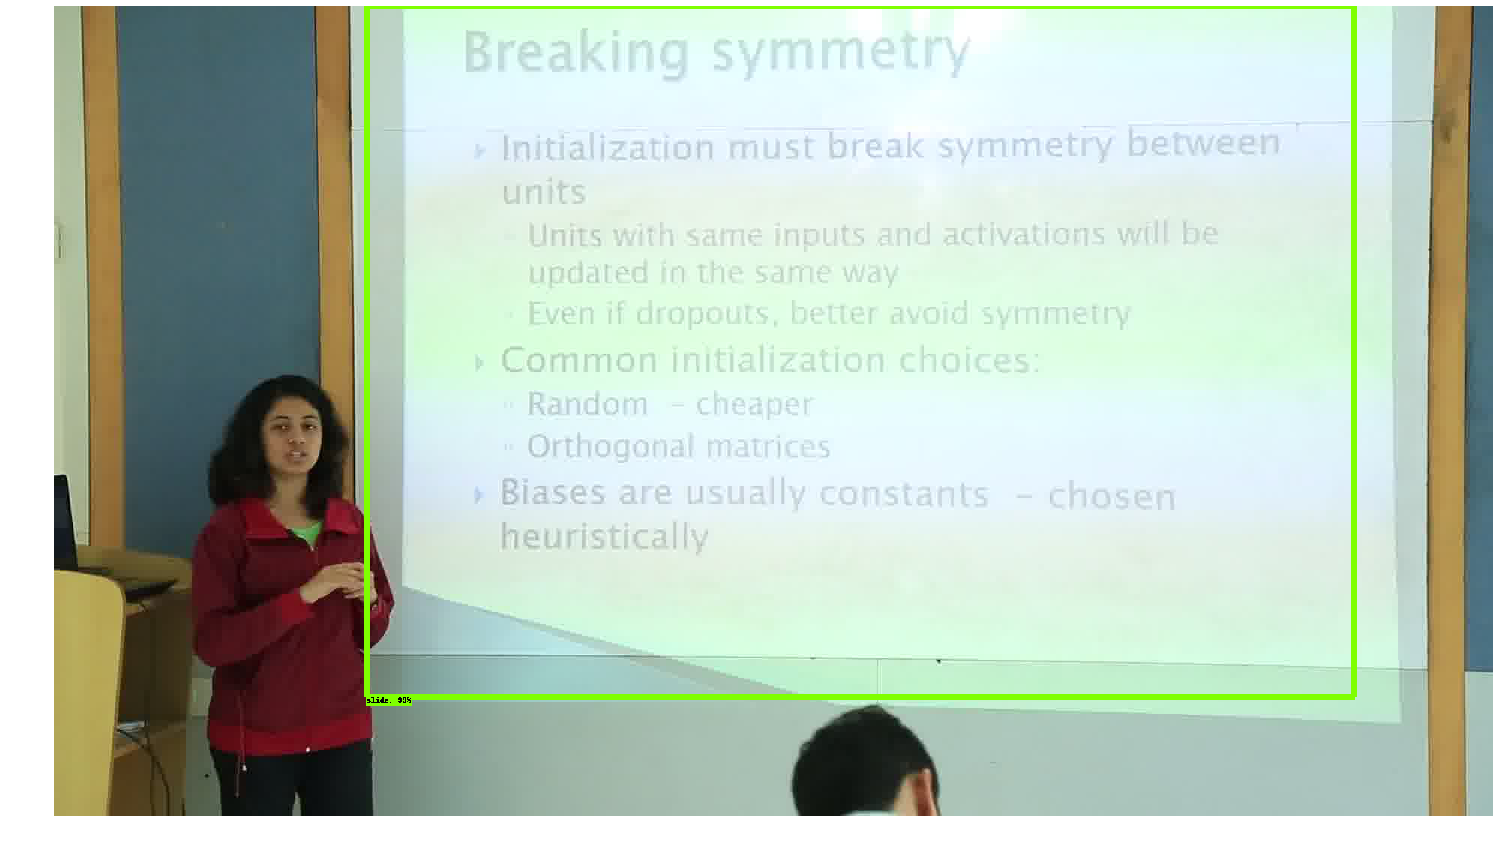 Breaking symmetry
Initialization must break symmetry between
units
Units with same inputs and activations will be
updated in the same way
Even if dropouts, better avoid symmetry
Common initialization choices:
Random – cheaper
Orthogonal matrices
Biases are usually constants – chosen
heuristically
slide: 90%